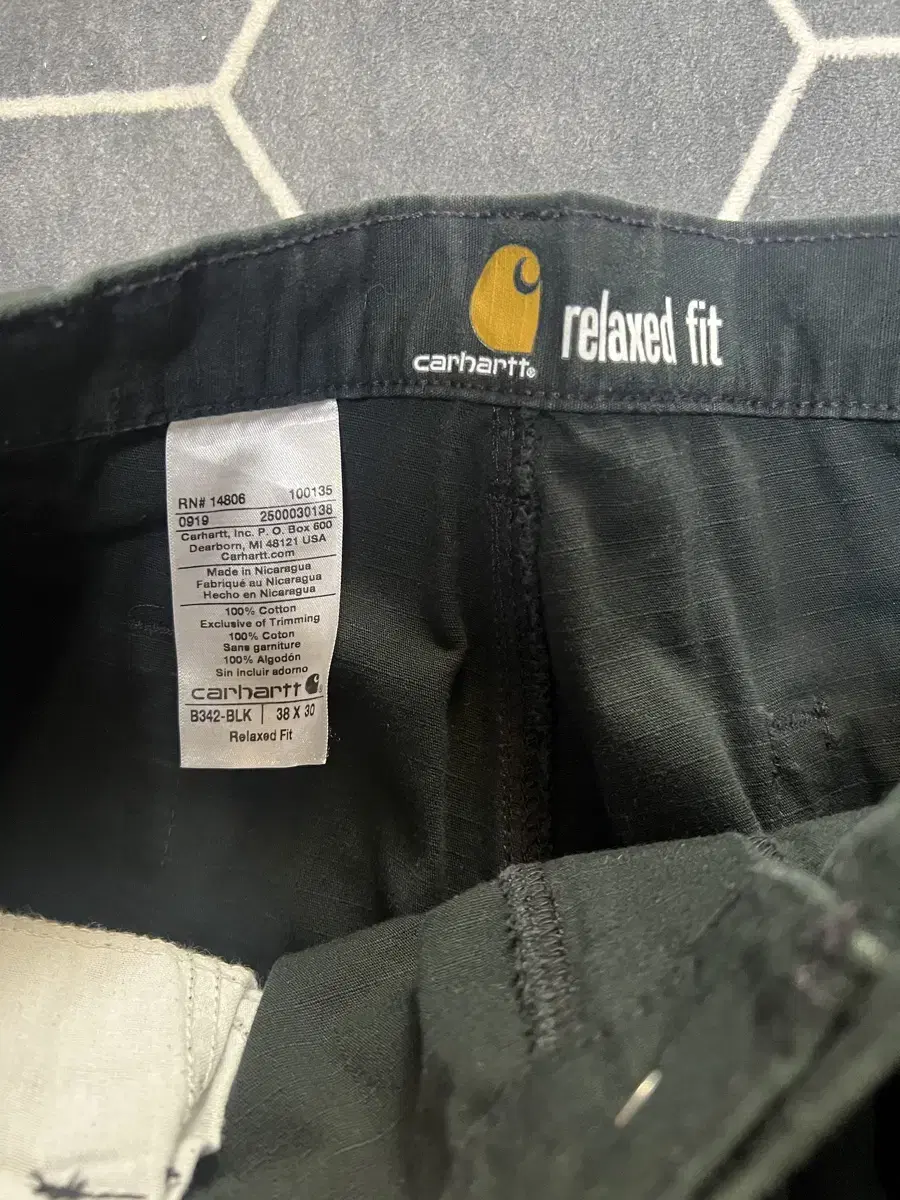 carhartt®
relaxed fit
RN# 14806 100135
0919 2500030138
Carhartt, Inc. P. O. Box 600
Dearborn, MI 48121 USA
Carhartt.com
Made in Nicaragua
Fabriqué au Nicaragua
Hecho en Nicaragua
100% Cotton
Exclusive of Trimming
100% Coton
Sans garniture
100% Algodón
Sin incluir adorno
carhartt
B342-BLK | 38 X 30
Relaxed Fit